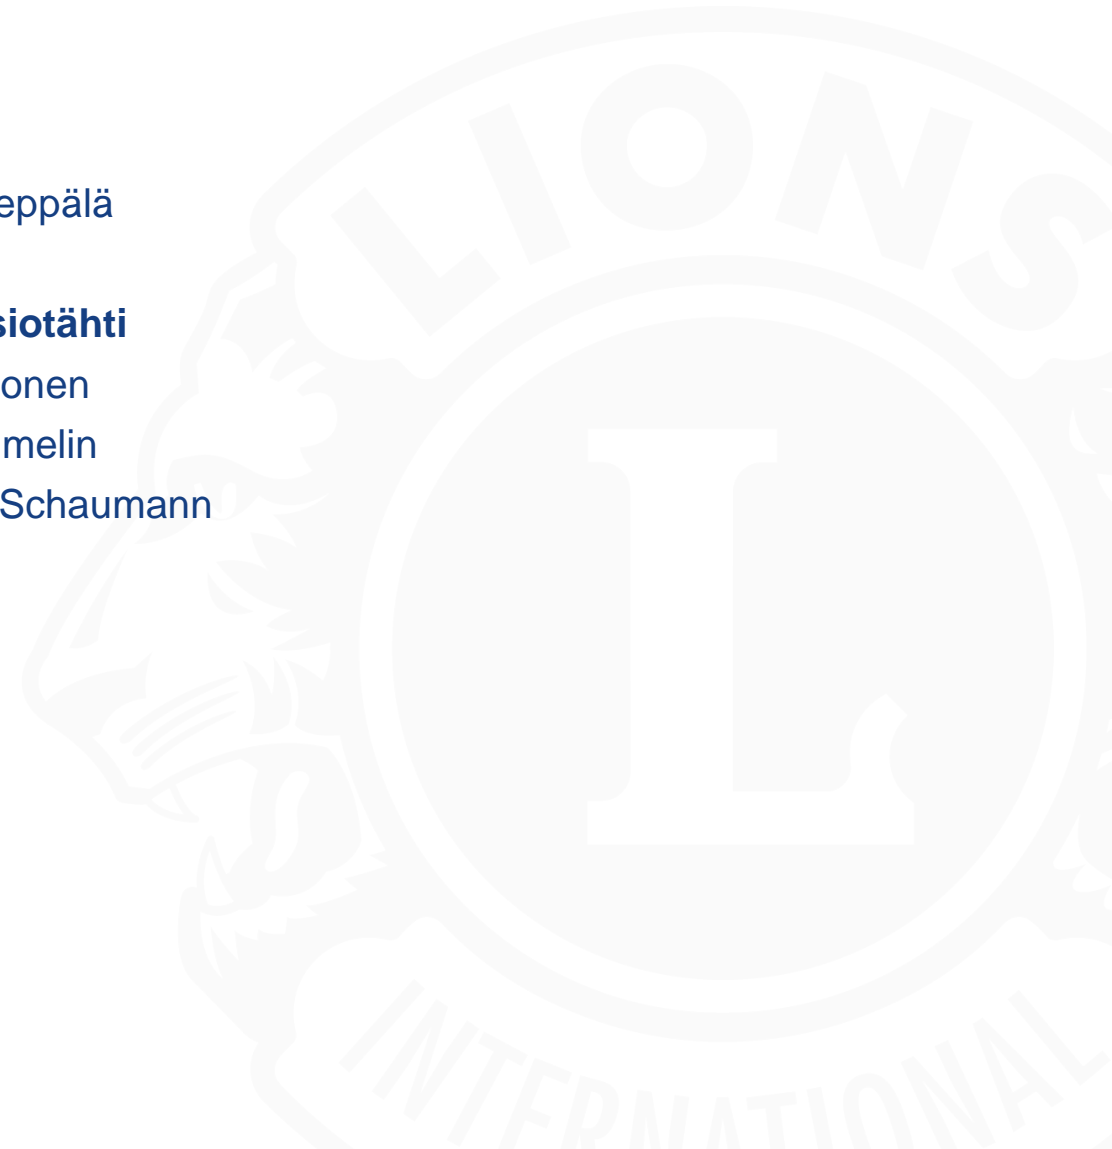 LIONS
eppälä
siotähti
onen
melin
Schaumann
L
INTERNATIONAL